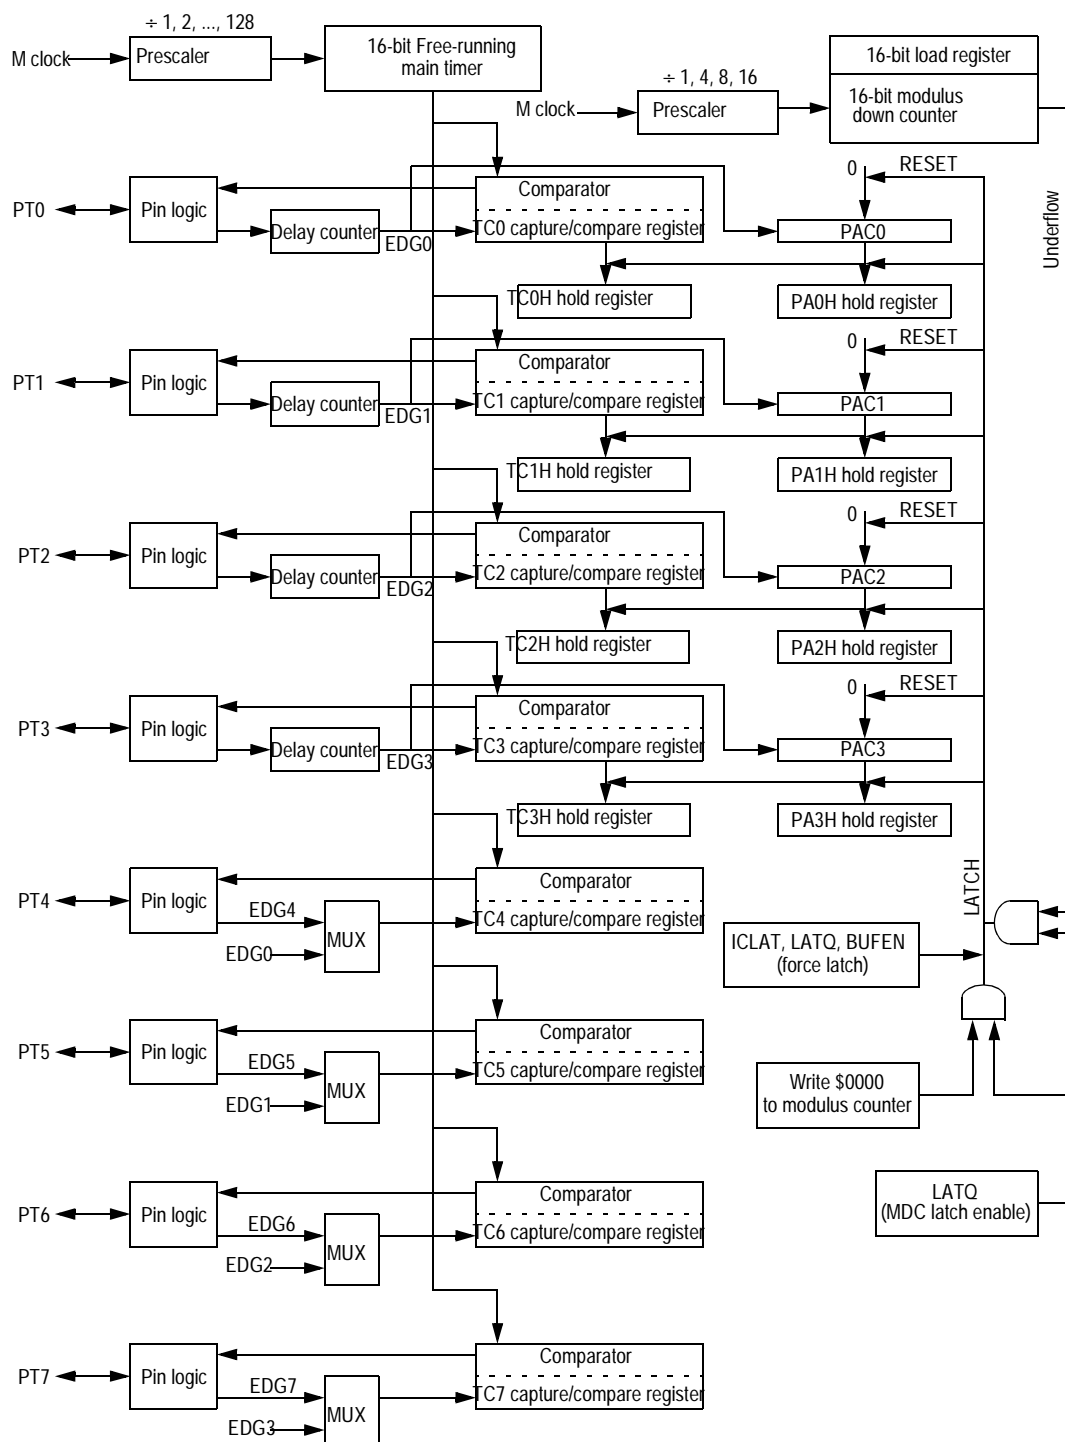 ÷ 1, 2, ..., 128
M clock
Prescaler
16-bit Free-running
main timer
÷ 1, 4, 8, 16
M clock
Prescaler
16-bit load register
16-bit modulus
down counter
Underflow
PT0
Pin logic
Delay counter
EDG0
Comparator
TC0 capture/compare register
TC0H hold register
0
RESET
PAC0
PA0H hold register
PT1
Pin logic
Delay counter
EDG1
Comparator
TC1 capture/compare register
TC1H hold register
0
RESET
PAC1
PA1H hold register
PT2
Pin logic
Delay counter
EDG2
Comparator
TC2 capture/compare register
TC2H hold register
0
RESET
PAC2
PA2H hold register
PT3
Pin logic
Delay counter
EDG3
Comparator
TC3 capture/compare register
TC3H hold register
0
RESET
PAC3
PA3H hold register
LATCH
PT4
Pin logic
EDG4
EDG0
MUX
Comparator
TC4 capture/compare register
ICLAT, LATQ, BUFEN
(force latch)
PT5
Pin logic
EDG5
EDG1
MUX
Comparator
TC5 capture/compare register
Write $0000
to modulus counter
PT6
Pin logic
EDG6
EDG2
MUX
Comparator
TC6 capture/compare register
LATQ
(MDC latch enable)
PT7
Pin logic
EDG7
EDG3
MUX
Comparator
TC7 capture/compare register